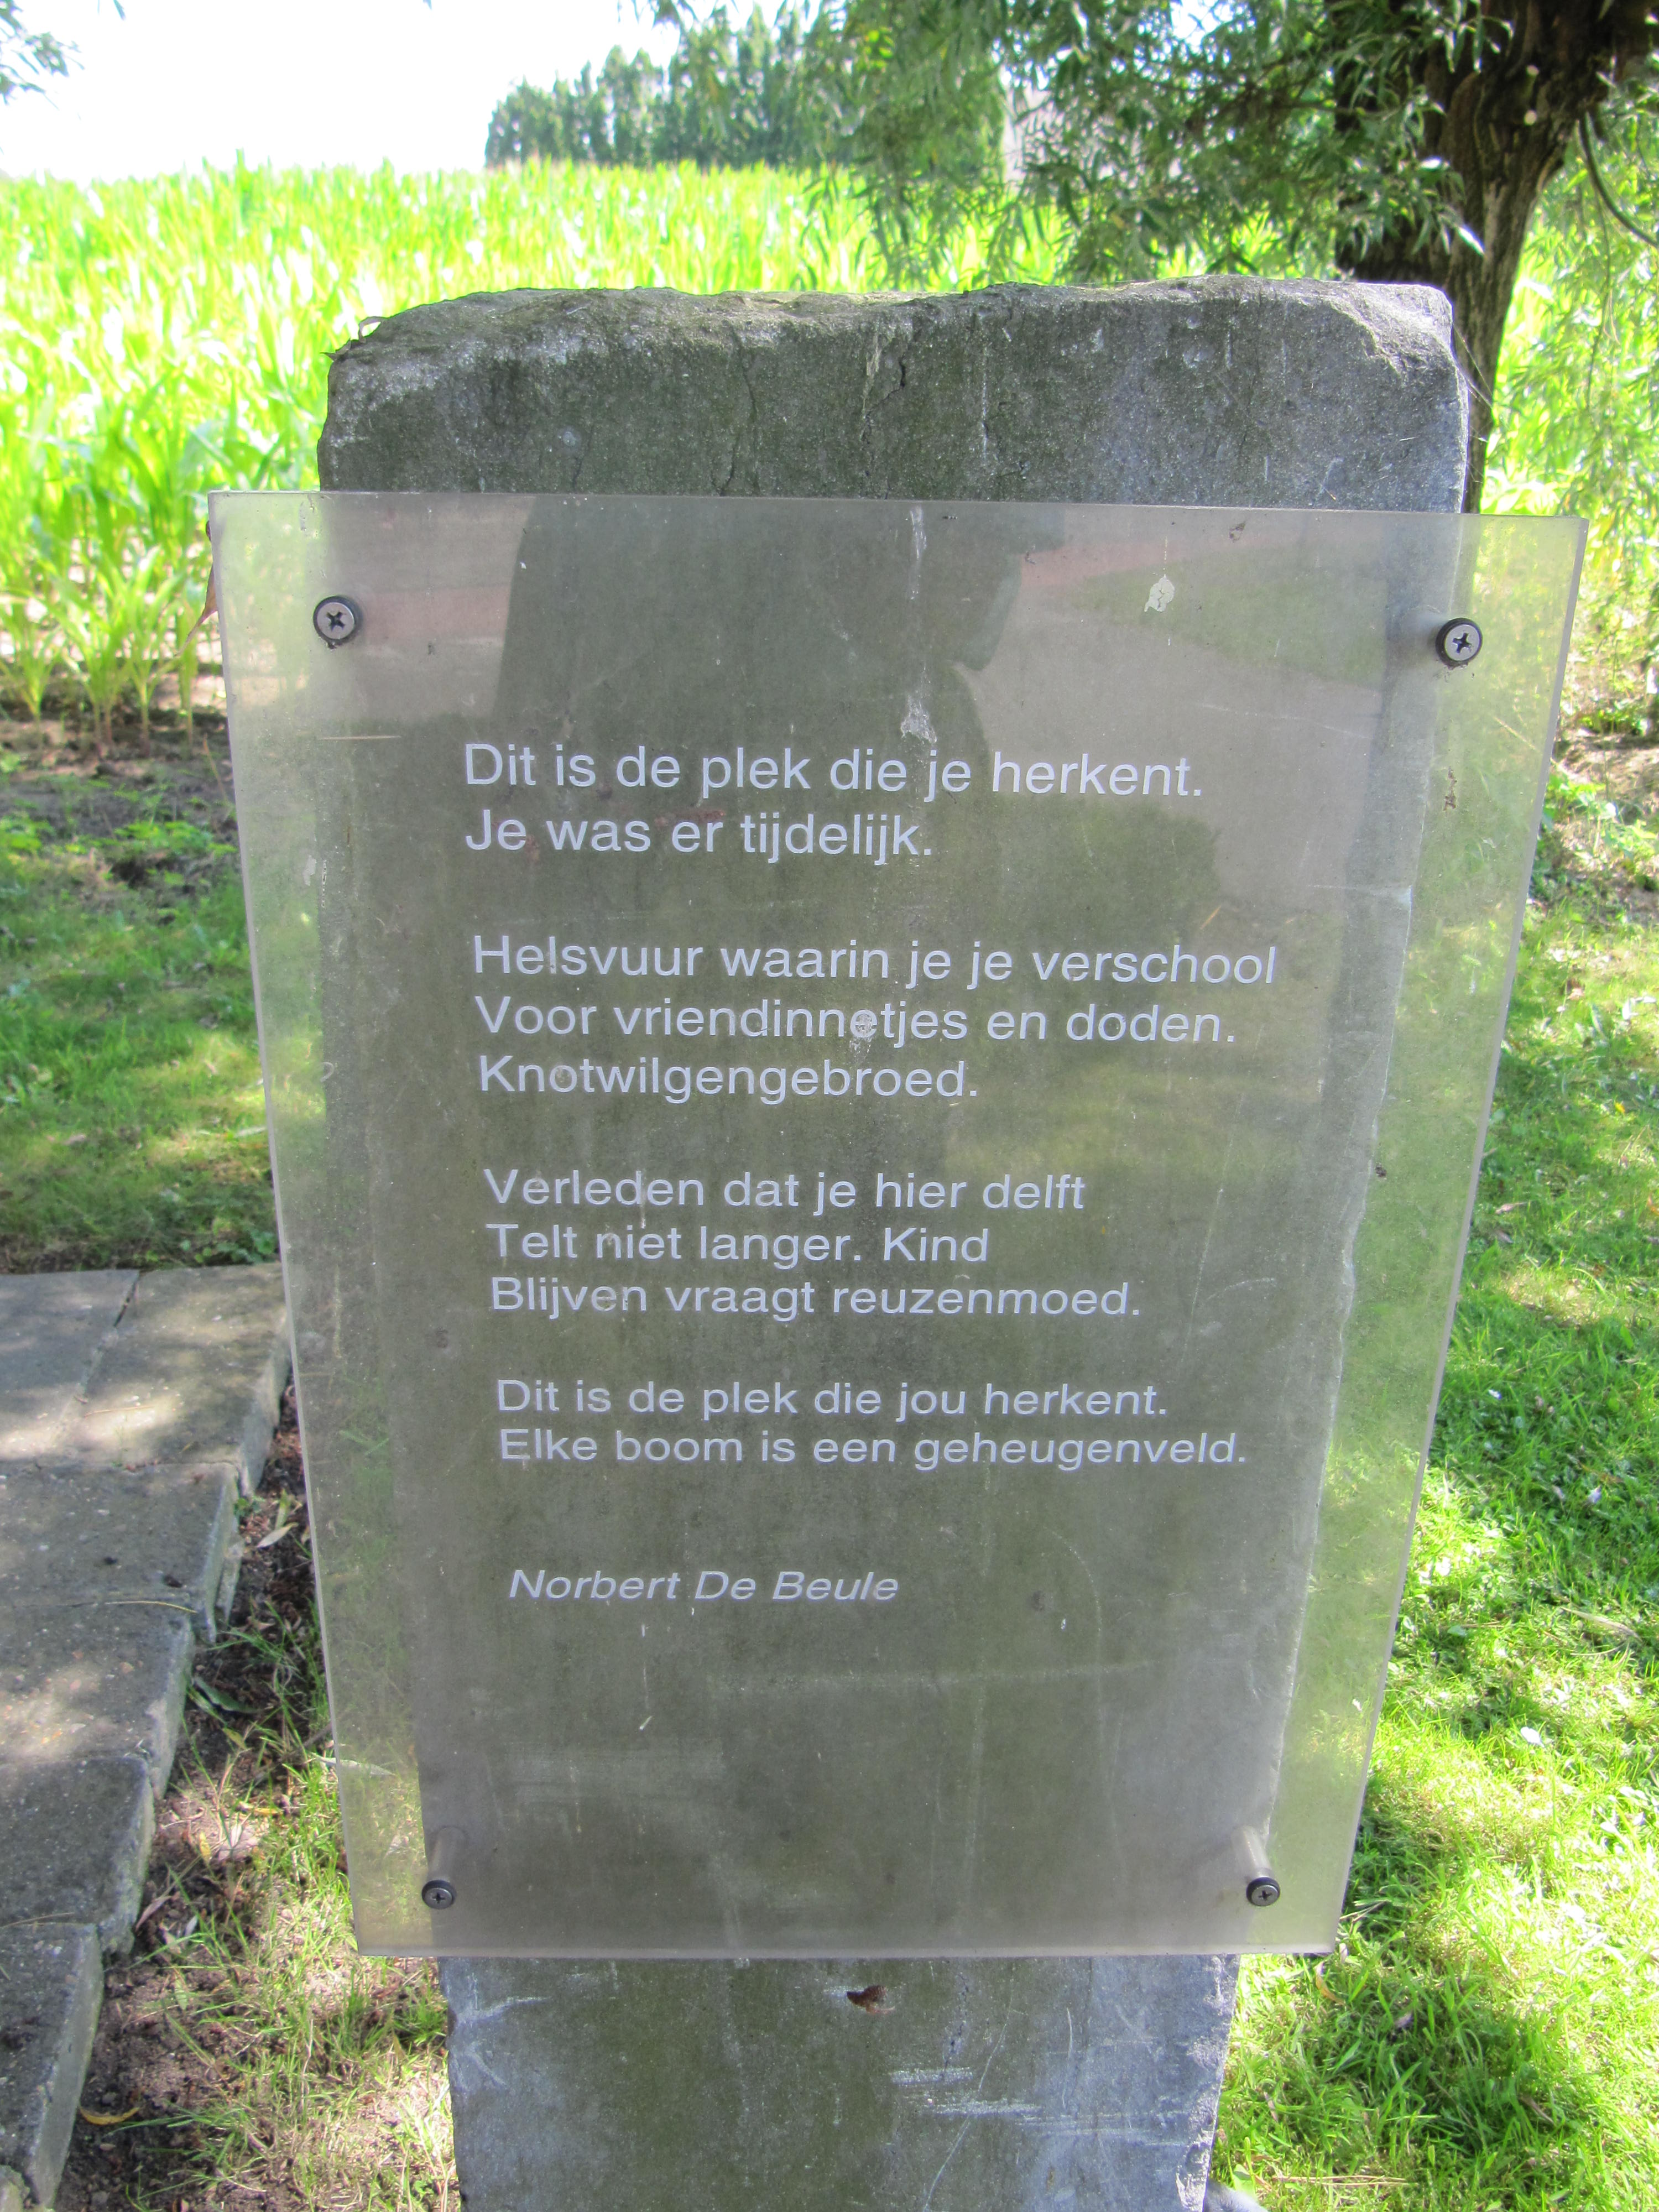 Dit is de plek die je herkent.
Je was er tijdelijk.
Helsvuur waarin je je verschool
Voor vriendinnetjes en doden.
Knotwilgengebroed.
Verleden dat je hier delft
Telt niet langer. Kind
Blijven vraagt reuzenmoed.
Dit is de plek die jou herkent.
Elke boom is een geheugenveld.
Norbert De Beule